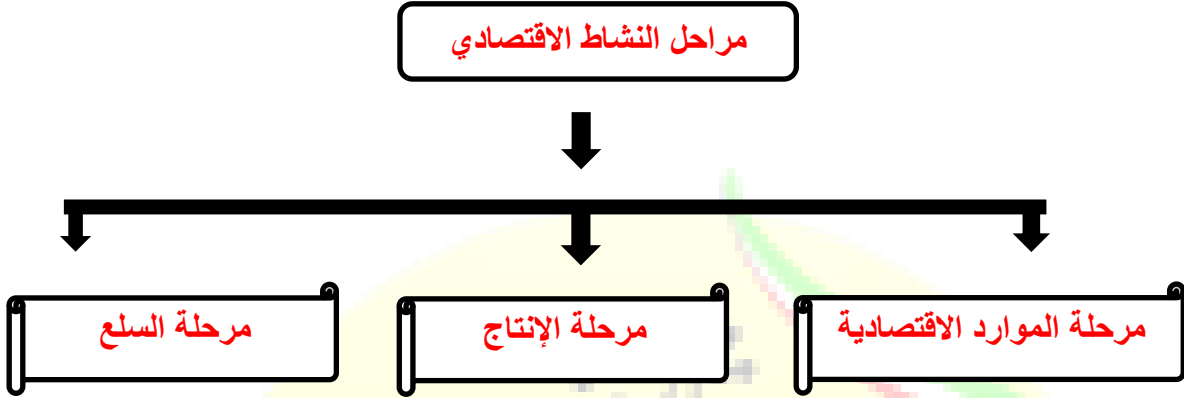 مراحل النشاط الاقتصادي
مرحلة الموارد الاقتصادية
مرحلة الإنتاج
مرحلة السلع